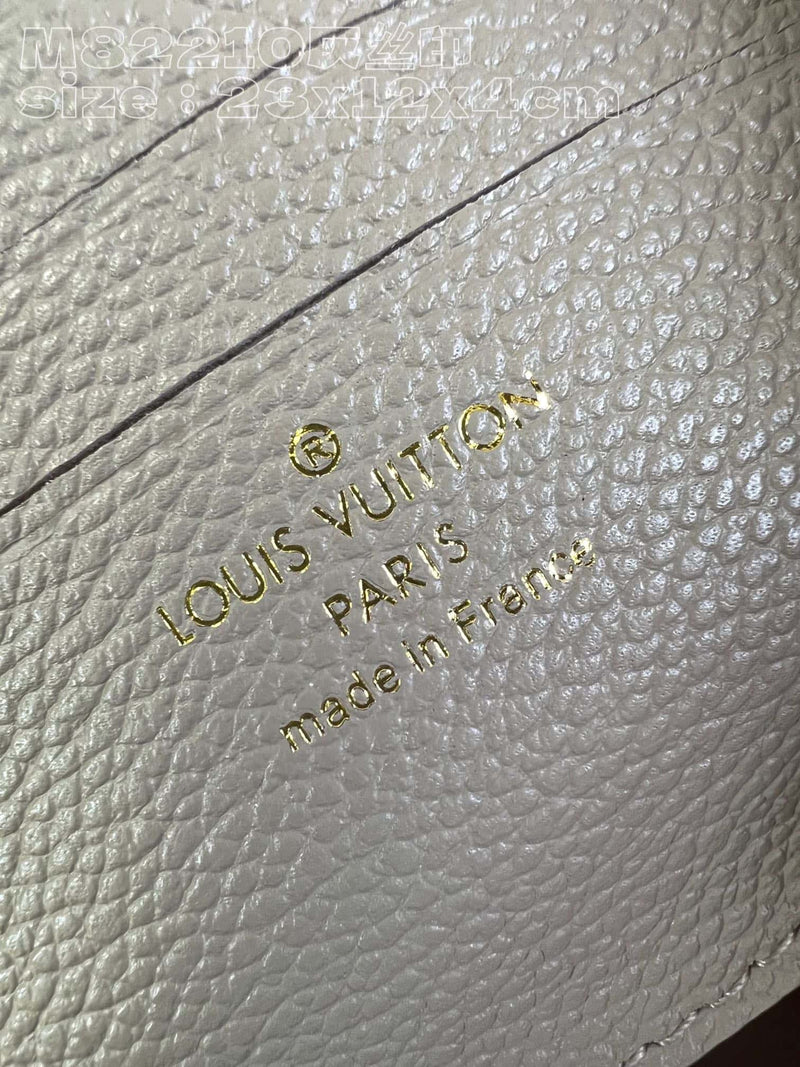 M82210灰丝印
size：23x12x4cm
®
LOUIS VUITTON
PARIS
made in France